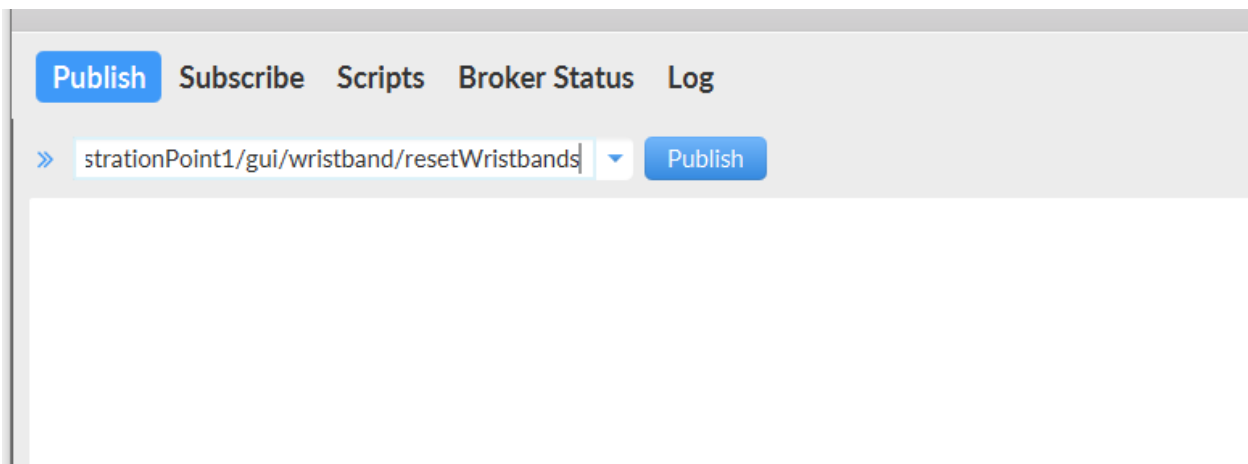 Publish Subscribe Scripts Broker Status Log
strationPoint1/gui/wristband/resetWristbands Publish